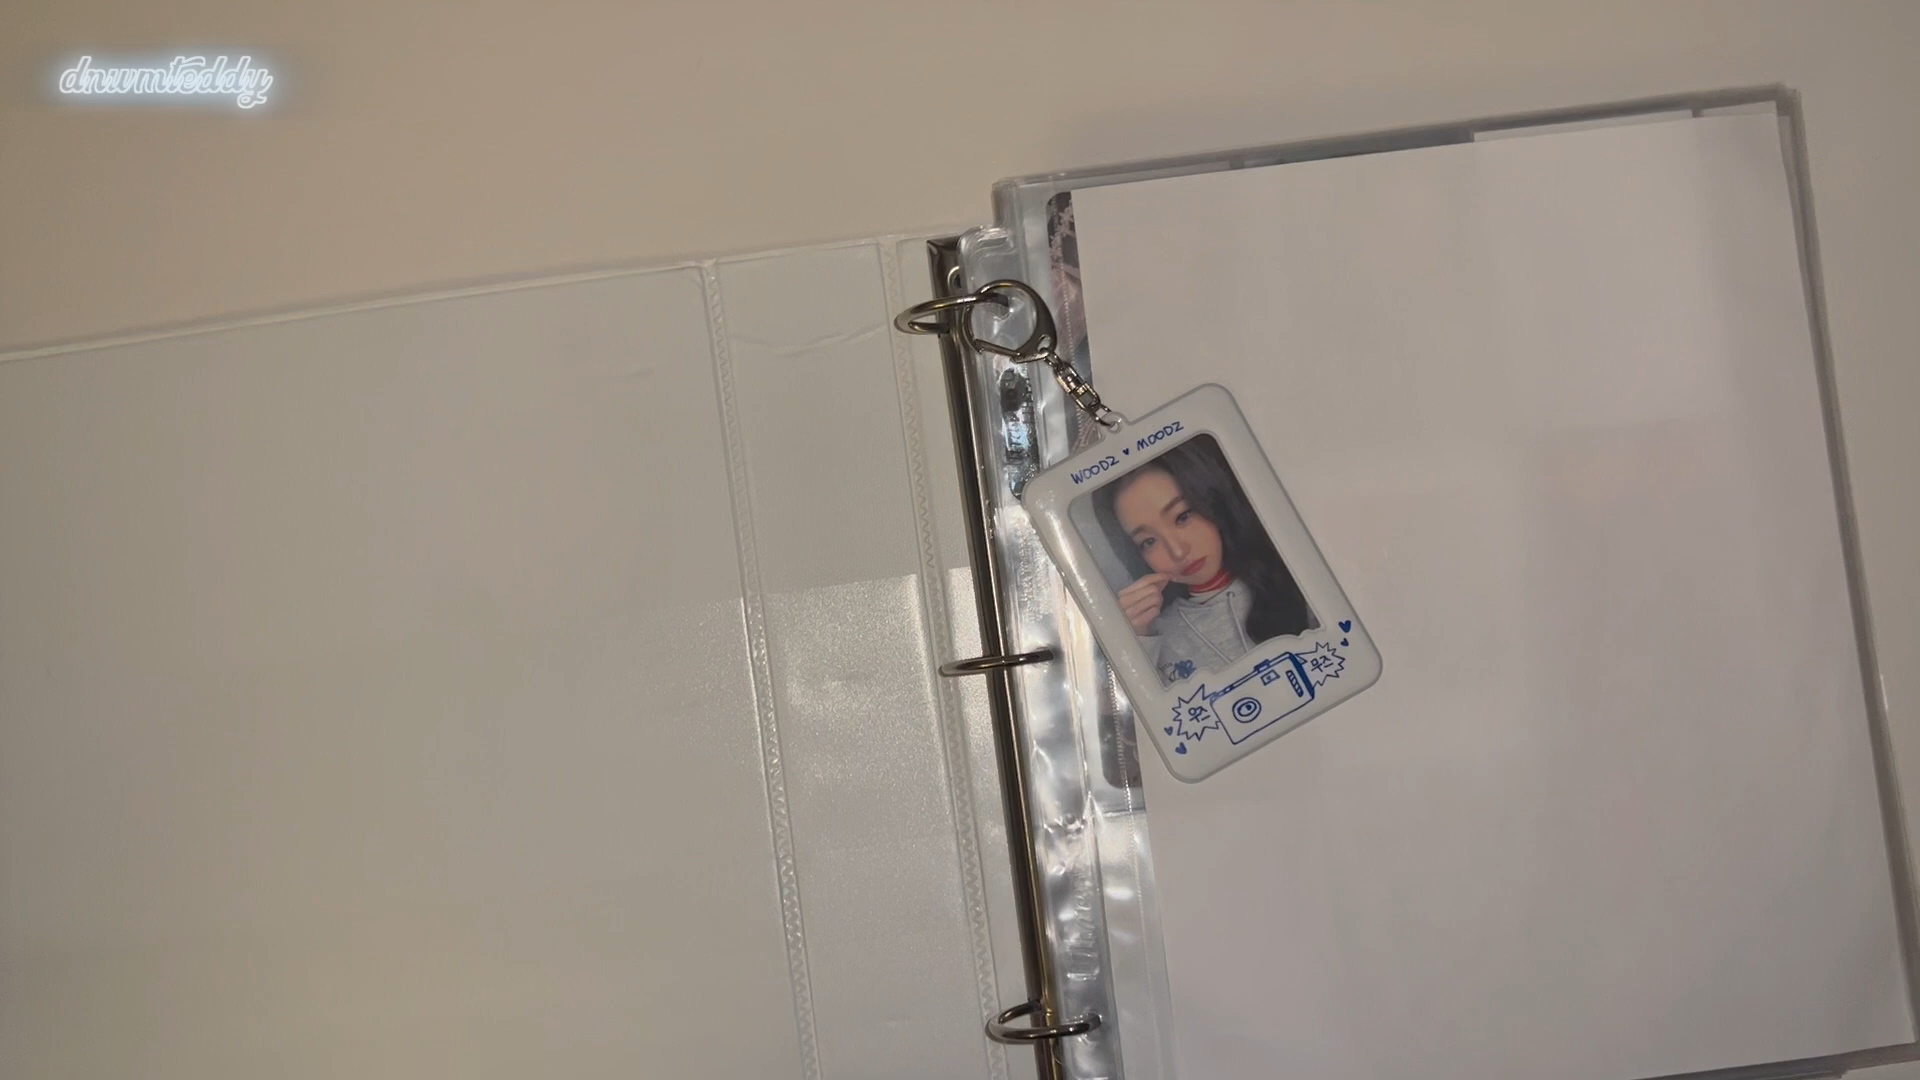 dnwmteddy
WOODZ ♥ MOODZ
우즈
우즈